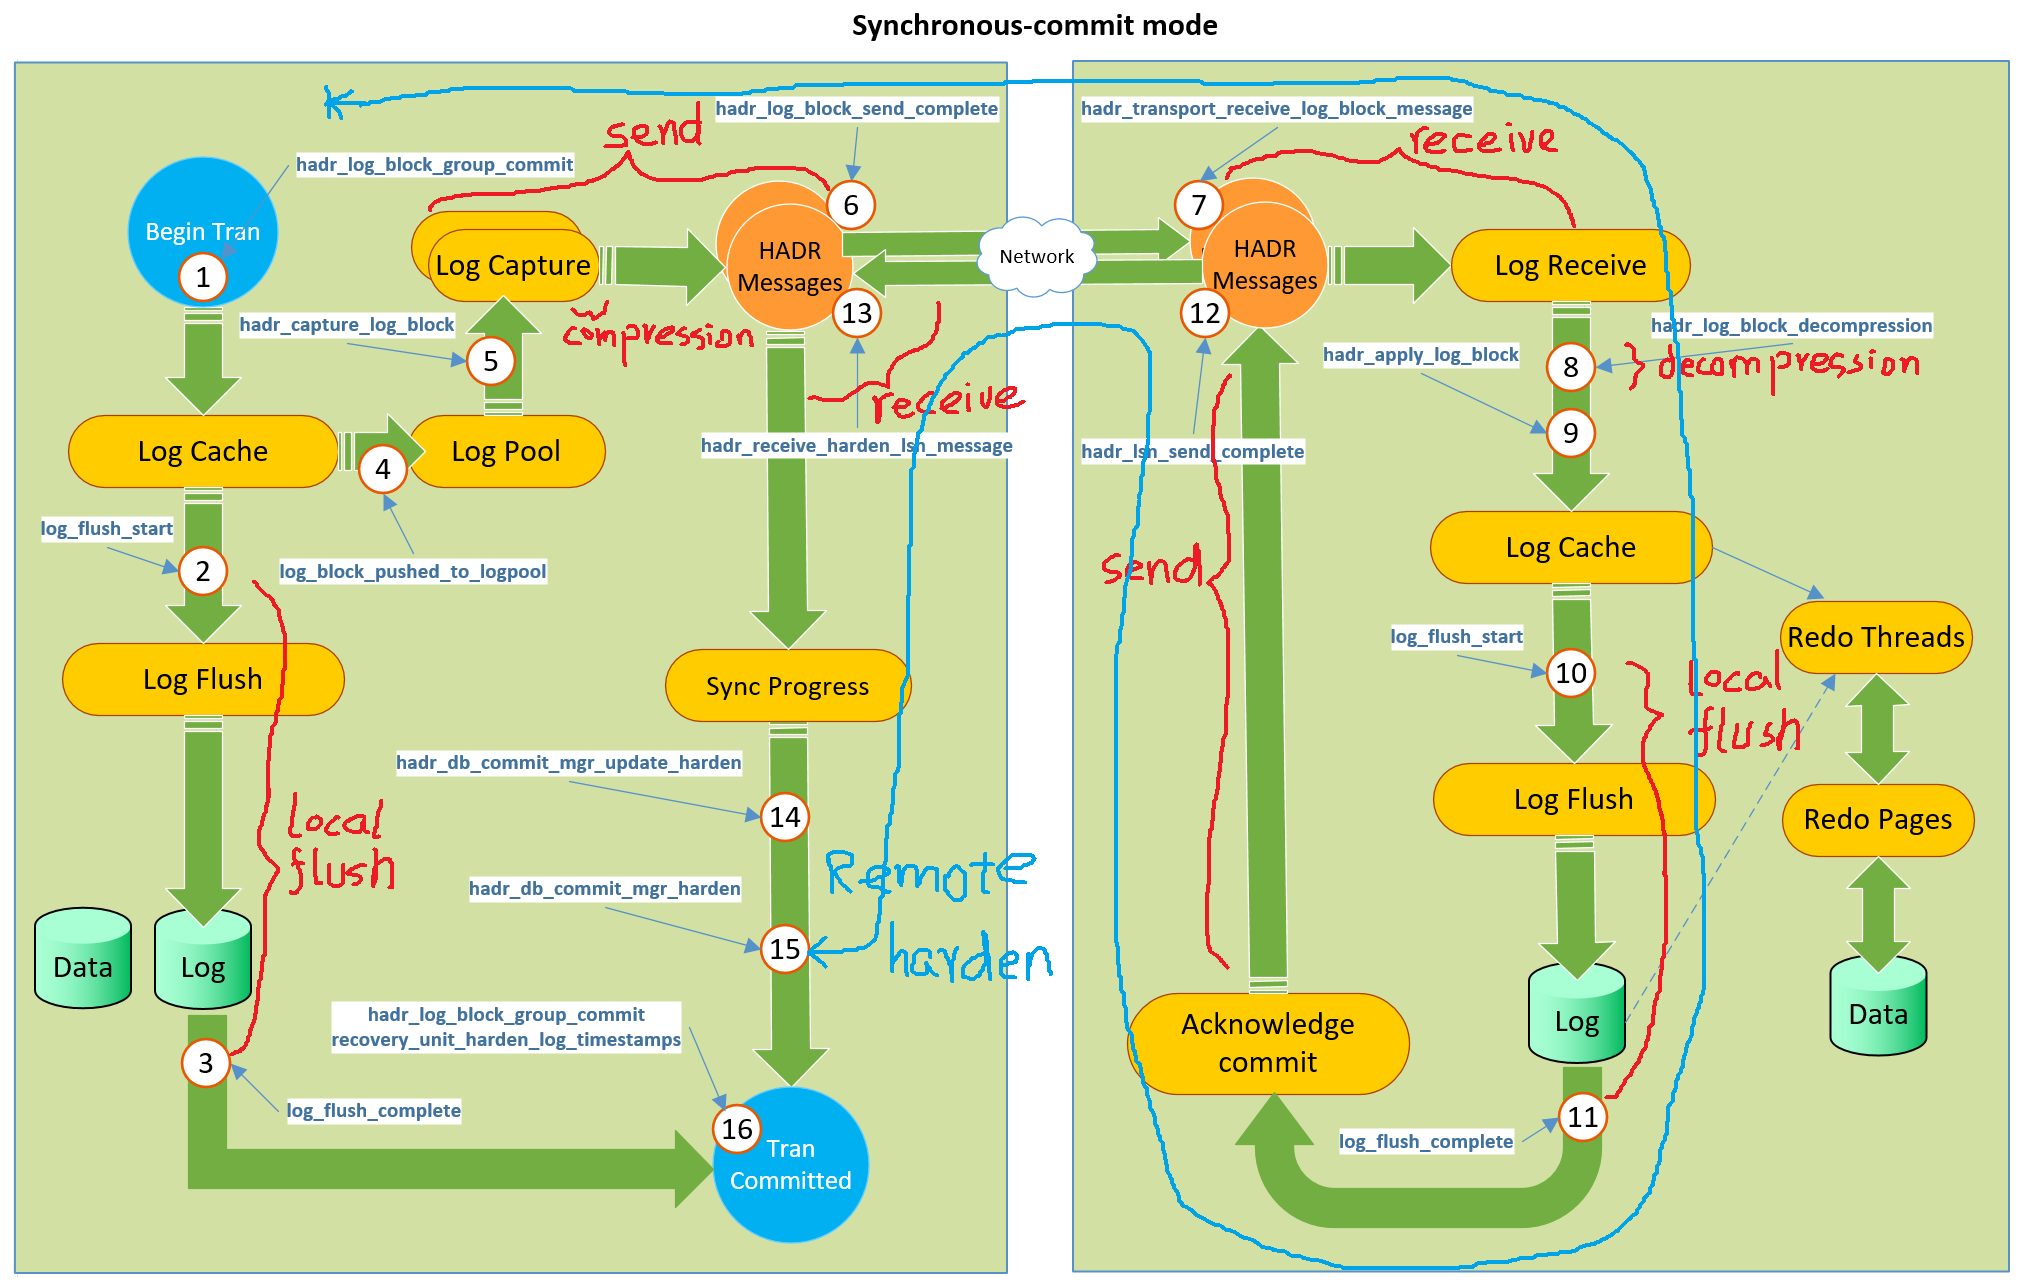 Synchronous-commit mode
hadr_log_block_send_complete
send
hadr_log_block_group_commit
Begin Tran
1
6
HADR
Messages
Log Capture
compression
hadr_capture_log_block
5
13
receive
Log Cache
4
Log Pool
hadr_receive_harden_lsn_message
log_flush_start
2
log_block_pushed_to_logpool
Log Flush
Sync Progress
hadr_db_commit_mgr_update_harden
14
local
flush
Remote
harden
hadr_db_commit_mgr_harden
15
Data
Log
hadr_log_block_group_commit
recovery_unit_harden_log_timestamps
3
log_flush_complete
16
Tran
Committed
Network
hadr_transport_receive_log_block_message
receive
7
HADR
Messages
Log Receive
12
hadr_log_block_decompression
hadr_apply_log_block
8
decompression
9
hadr_lsn_send_complete
send
Log Cache
Redo Threads
log_flush_start
10
local
flush
Log Flush
Redo Pages
Acknowledge
commit
Log
Data
11
log_flush_complete